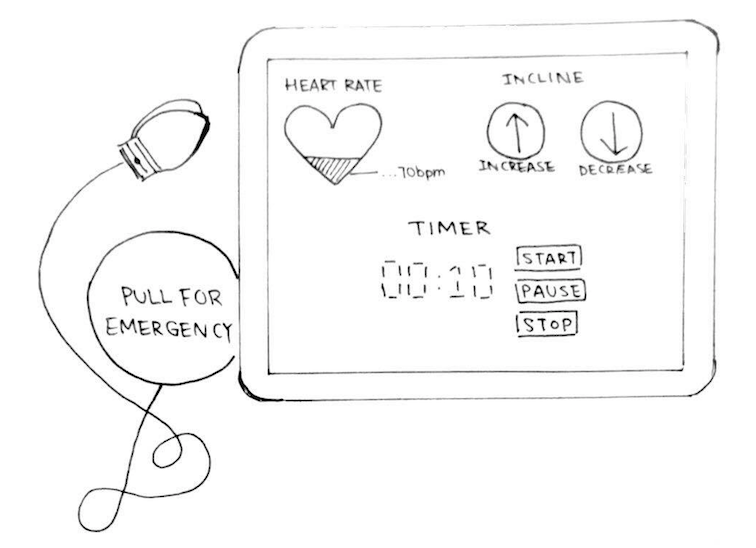 HEART RATE
INCLINE
...70bpm
INCREASE
DECREASE
TIMER
00:10
START
PAUSE
STOP
PULL FOR
EMERGENCY